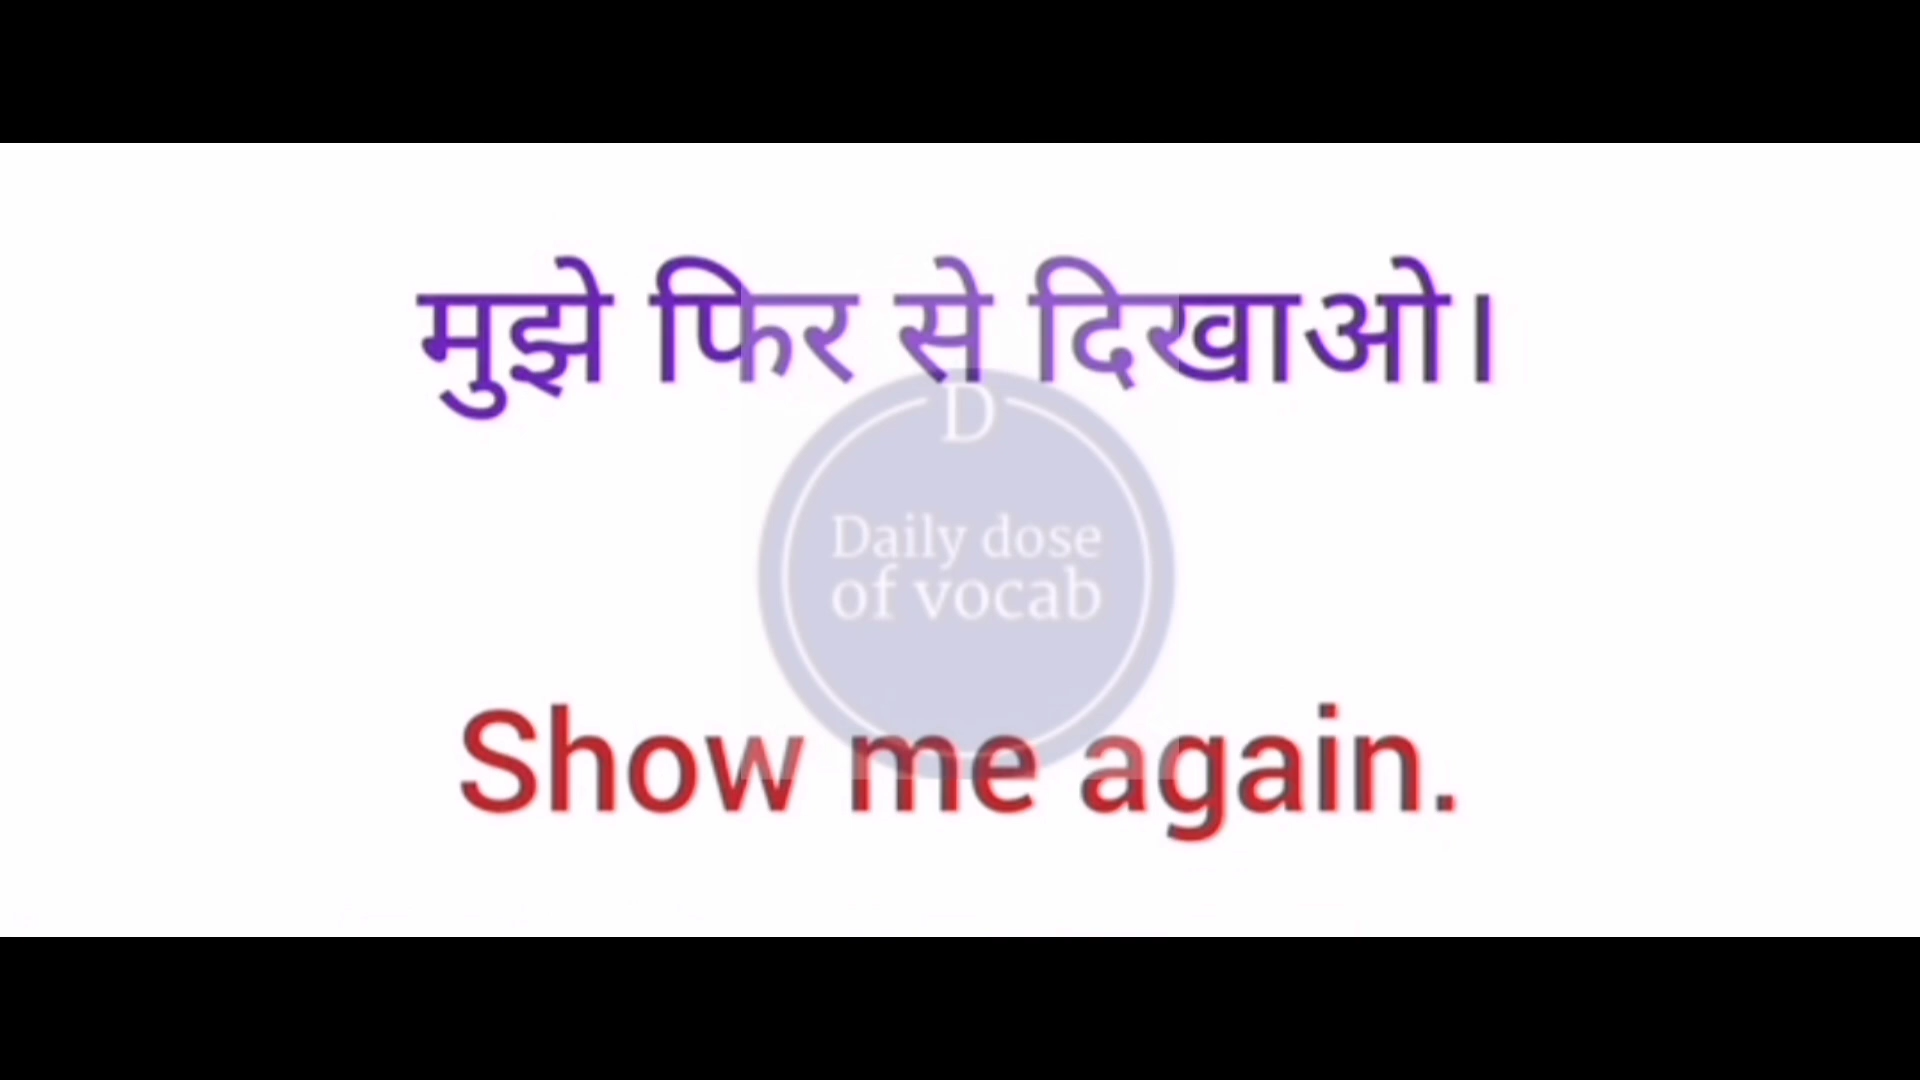 मुझे फिर से दिखाओ।
D
Daily dose
of vocab
Show me again.